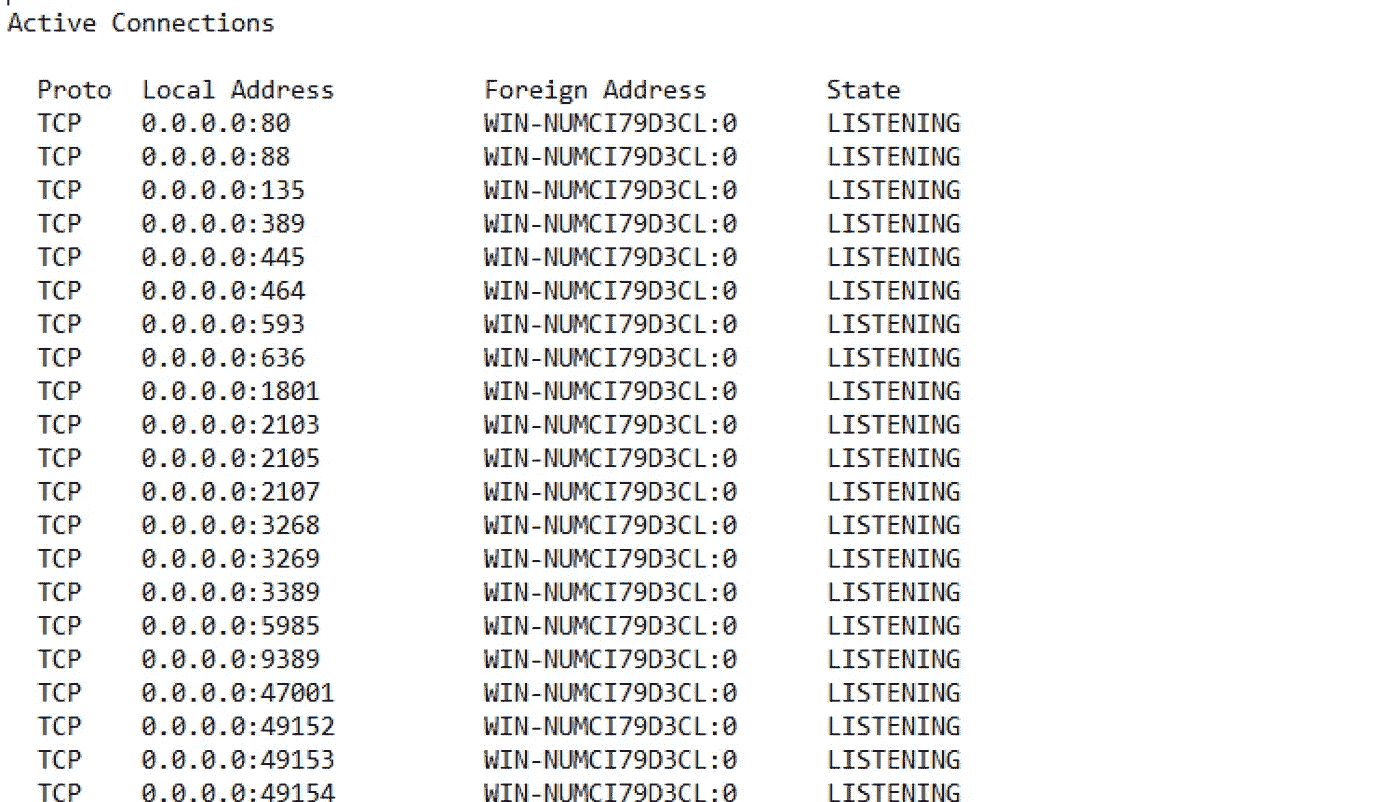 Active Connections
Proto Local Address Foreign Address State
TCP 0.0.0.0:80 WIN-NUMCI79D3CL:0 LISTENING
TCP 0.0.0.0:88 WIN-NUMCI79D3CL:0 LISTENING
TCP 0.0.0.0:135 WIN-NUMCI79D3CL:0 LISTENING
TCP 0.0.0.0:389 WIN-NUMCI79D3CL:0 LISTENING
TCP 0.0.0.0:445 WIN-NUMCI79D3CL:0 LISTENING
TCP 0.0.0.0:464 WIN-NUMCI79D3CL:0 LISTENING
TCP 0.0.0.0:593 WIN-NUMCI79D3CL:0 LISTENING
TCP 0.0.0.0:636 WIN-NUMCI79D3CL:0 LISTENING
TCP 0.0.0.0:1801 WIN-NUMCI79D3CL:0 LISTENING
TCP 0.0.0.0:2103 WIN-NUMCI79D3CL:0 LISTENING
TCP 0.0.0.0:2105 WIN-NUMCI79D3CL:0 LISTENING
TCP 0.0.0.0:2107 WIN-NUMCI79D3CL:0 LISTENING
TCP 0.0.0.0:3268 WIN-NUMCI79D3CL:0 LISTENING
TCP 0.0.0.0:3269 WIN-NUMCI79D3CL:0 LISTENING
TCP 0.0.0.0:3389 WIN-NUMCI79D3CL:0 LISTENING
TCP 0.0.0.0:5985 WIN-NUMCI79D3CL:0 LISTENING
TCP 0.0.0.0:9389 WIN-NUMCI79D3CL:0 LISTENING
TCP 0.0.0.0:47001 WIN-NUMCI79D3CL:0 LISTENING
TCP 0.0.0.0:49152 WIN-NUMCI79D3CL:0 LISTENING
TCP 0.0.0.0:49153 WIN-NUMCI79D3CL:0 LISTENING
TCP 0.0.0.0:49154 WIN-NUMCI79D3CL:0 LISTENING